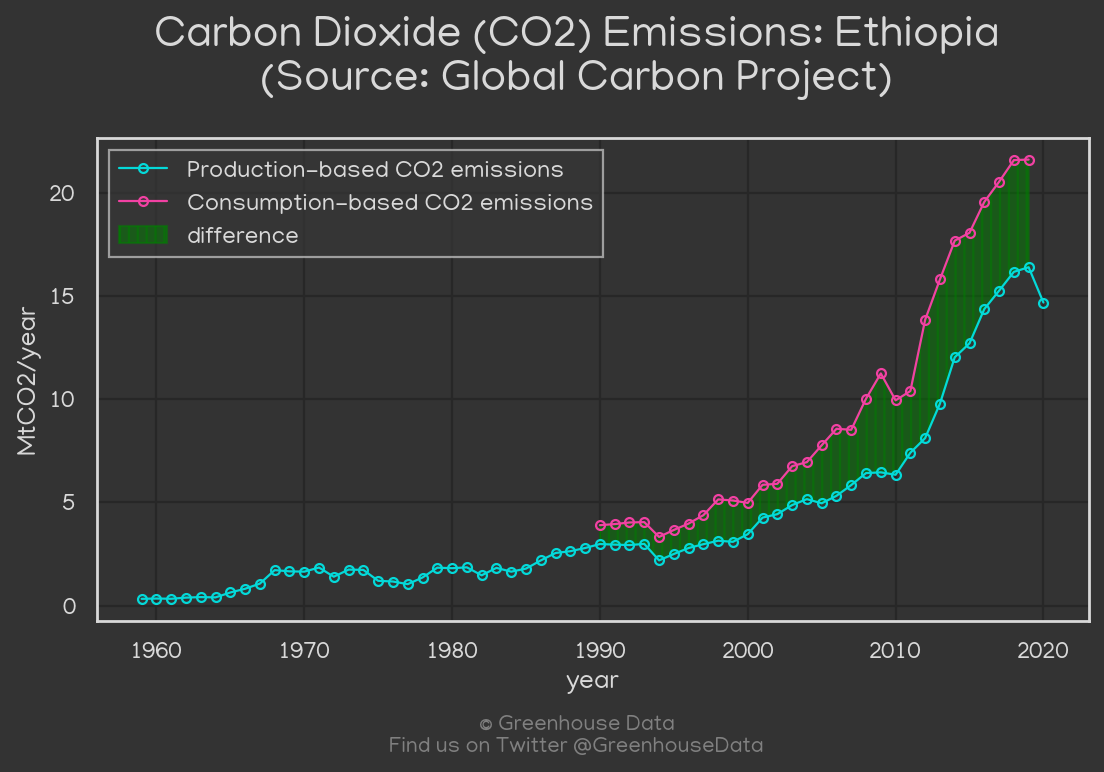 Carbon Dioxide (CO2) Emissions: Ethiopia
(Source: Global Carbon Project)
Production-based CO2 emissions
Consumption-based CO2 emissions
difference
MtCO2/year
20
15
10
5
0
1960 1970 1980 1990 2000 2010 2020
year
© Greenhouse Data
Find us on Twitter @GreenhouseData